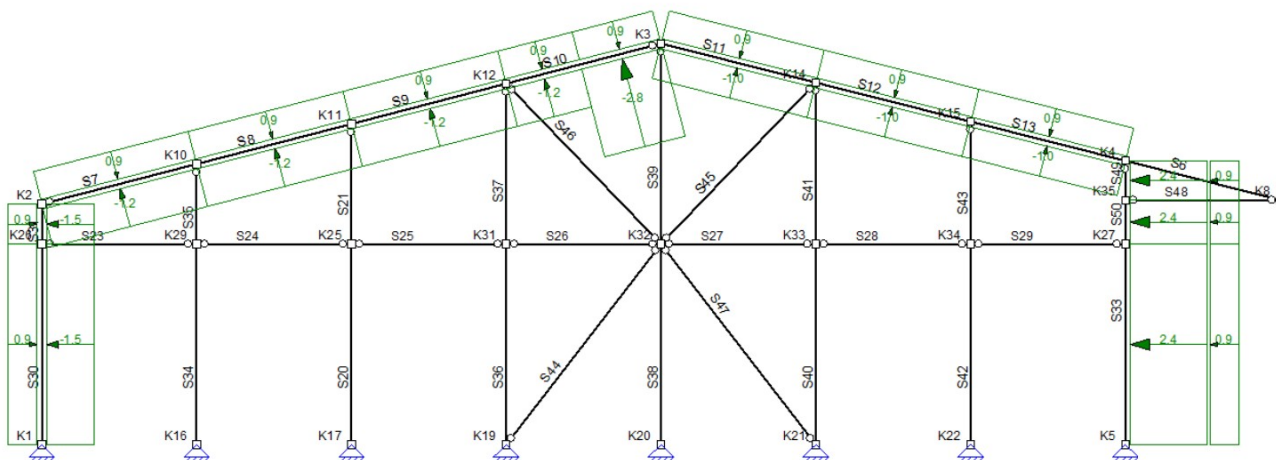 0.9
K3
0.9
S11
0.9
S10
0.9
K12
-2.8
-1.0
K14
0.9
S9
-1.2
S12
0.9
K11
-1.2
S46
S39
S45
-1.0
K15
0.9
S8
S13
0.9
K10
-1.2
-1.0
K4
S7
S6
K2
-1.2
S35
S21
S37
S41
S43
S49
2.4
0.9
K35
S48
K8
0.9
-1.5
S50
2.4
0.9
S23
K29
S24
K25
S25
K31
S26
K32
S27
K33
S28
K34
S29
K27
S47
S33
0.9
-1.5
2.4
0.9
S30
S34
S20
S36
S44
S38
S40
S42
K1
K16
K17
K19
K20
K21
K22
K5